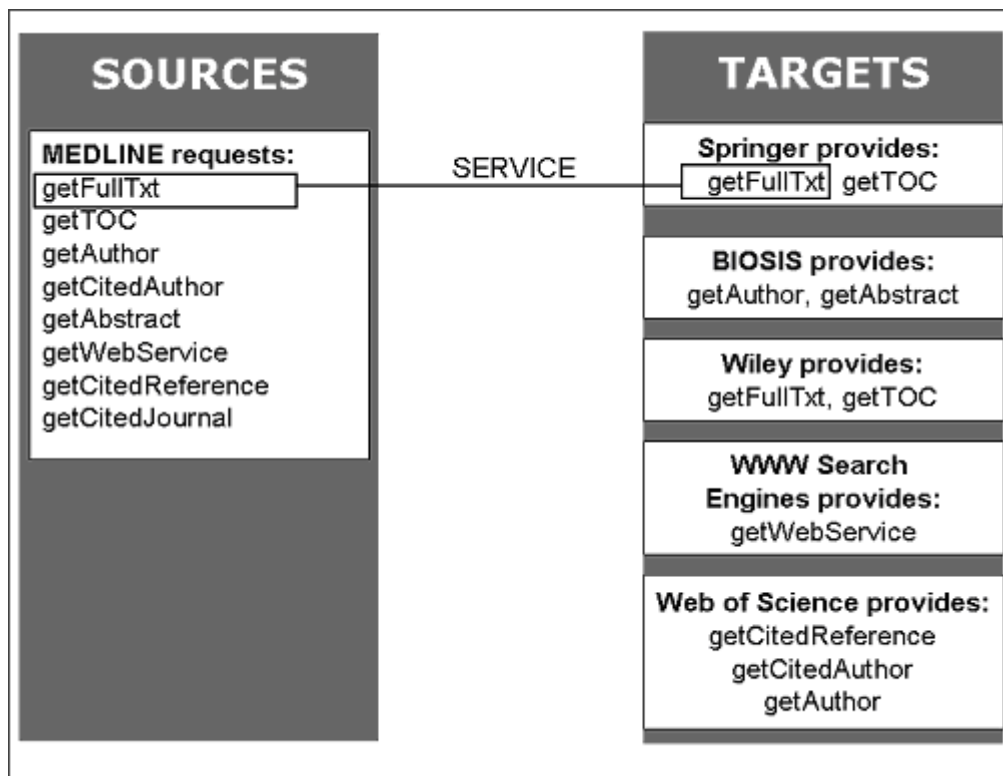 SOURCES
MEDLINE requests:
getFullTxt
getTOC
getAuthor
getCitedAuthor
getAbstract
getWebService
getCitedReference
getCitedJournal
SERVICE
TARGETS
Springer provides:
getFullTxt getTOC
BIOSIS provides:
getAuthor, getAbstract
Wiley provides:
getFullTxt, getTOC
WWW Search
Engines provides:
getWebService
Web of Science provides:
getCitedReference
getCitedAuthor
getAuthor